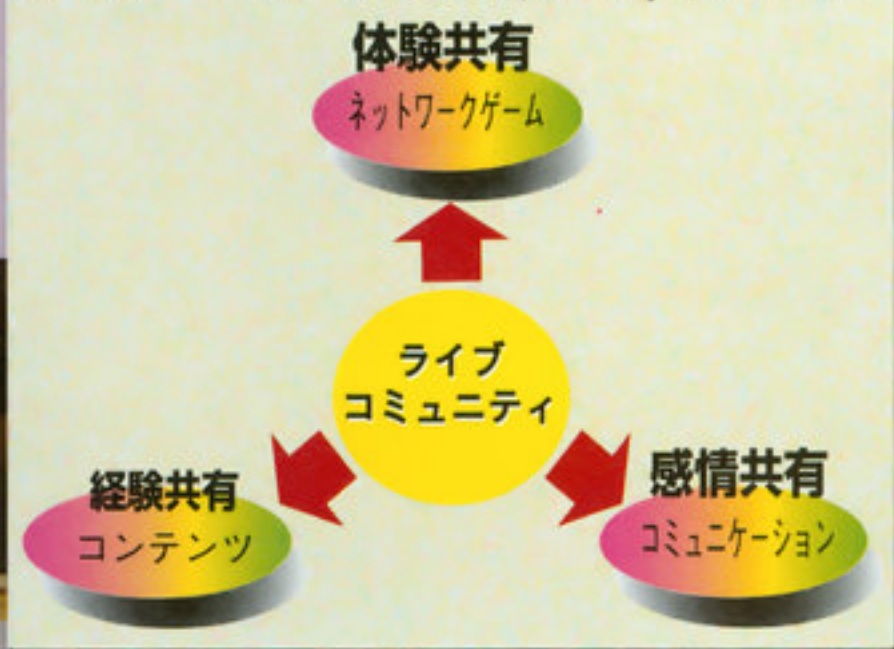 体験共有
ネットワークゲーム
ライブ
コミュニティ
経験共有
コンテンツ
感情共有
コミュニケーション